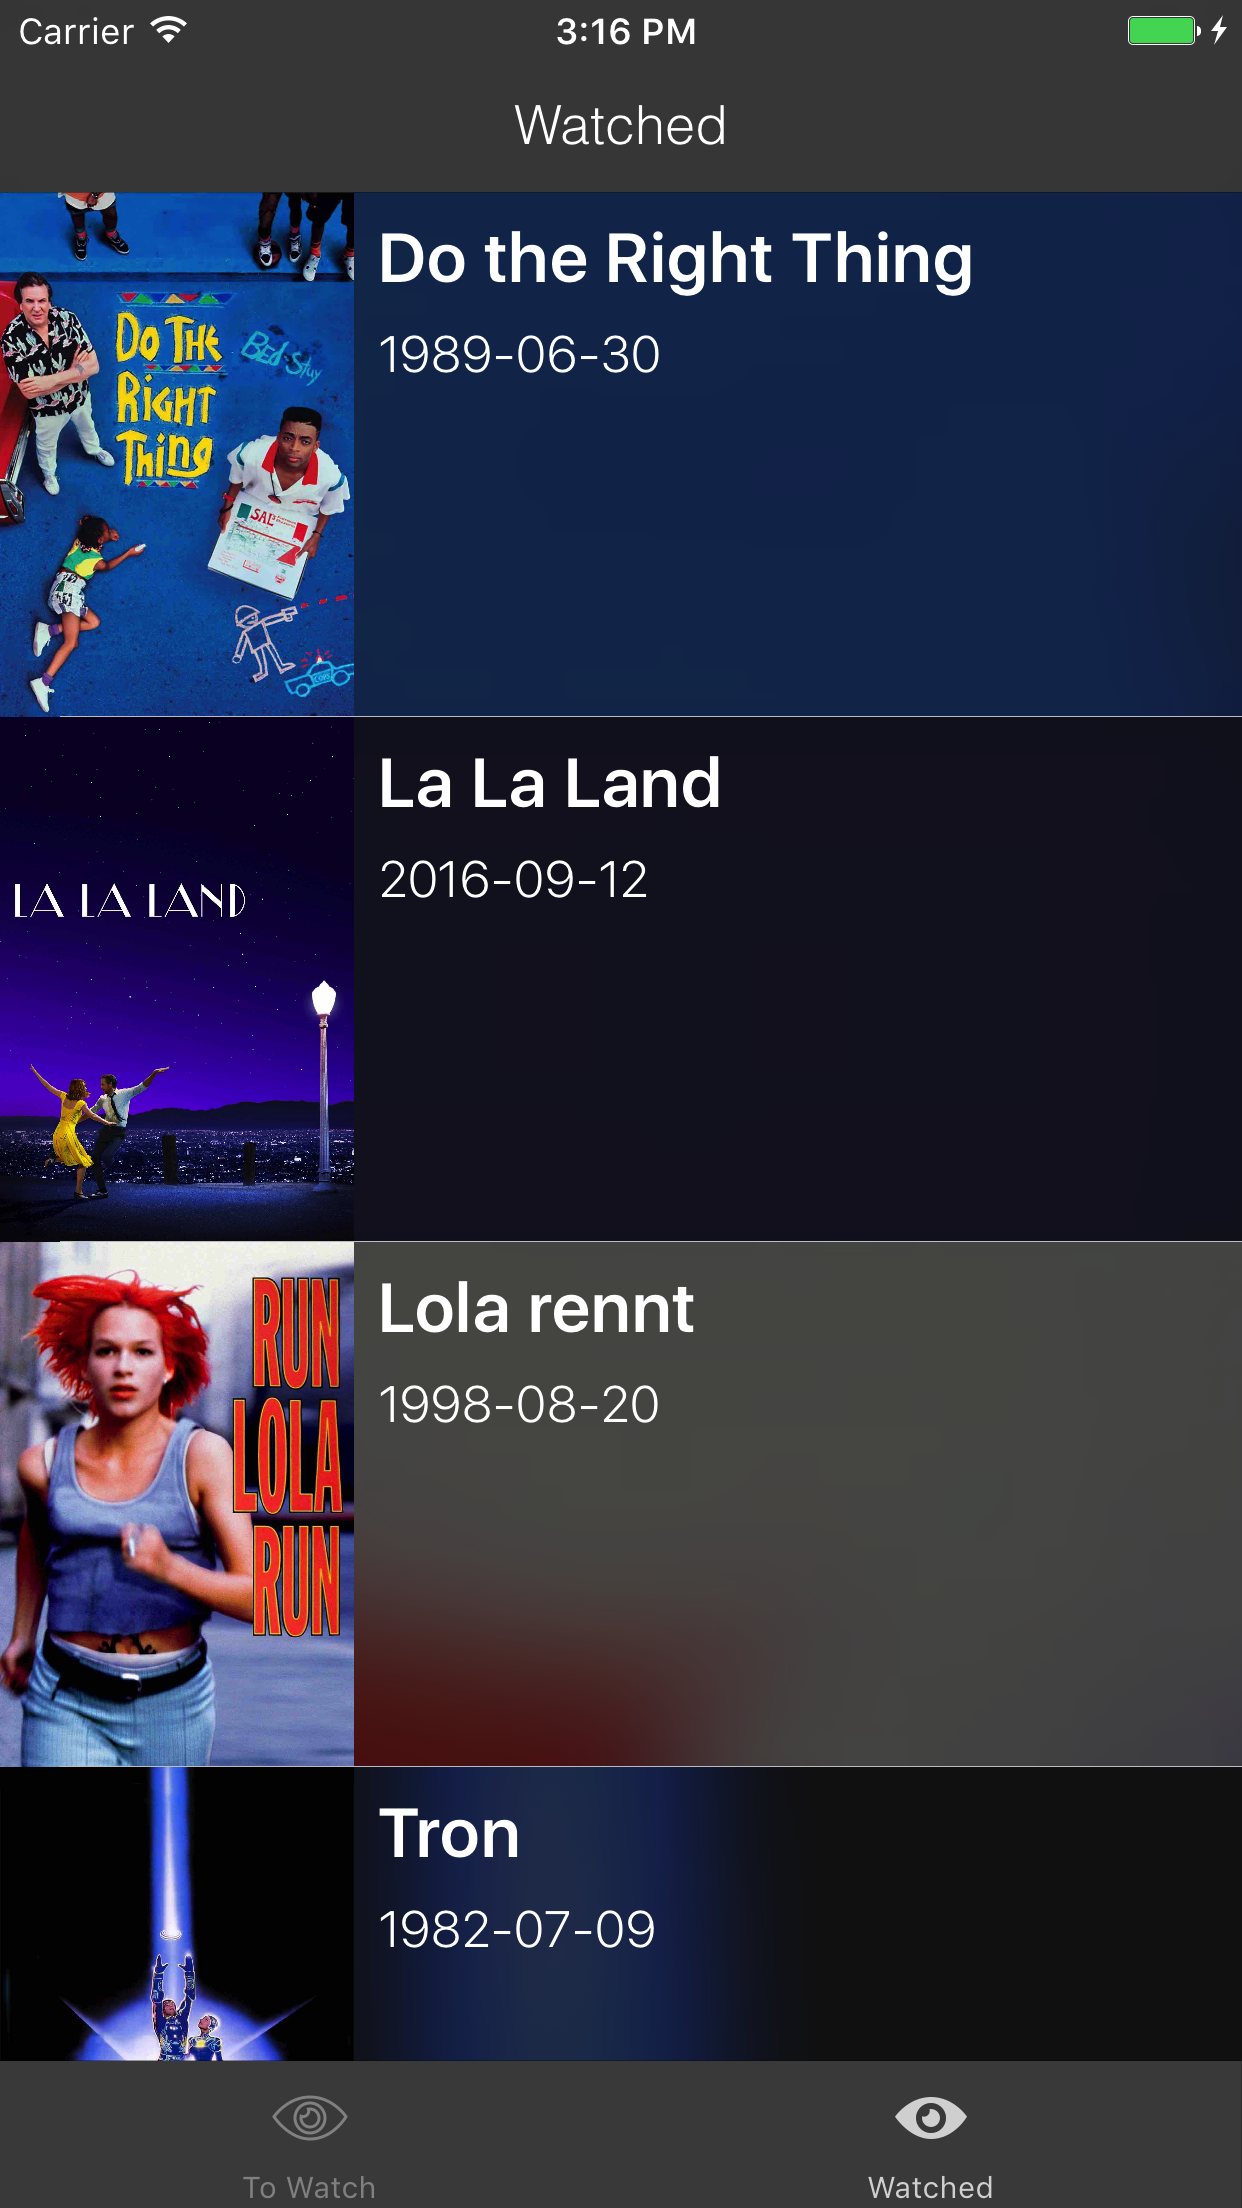 Carrier
3:16 PM
Watched
DO THE
RIGHT
Thing
Bed-Stuy
SAL'S
COPS
Do the Right Thing
1989-06-30
LA LA LAND
La La Land
2016-09-12
RUN
LOLA
RUN
Lola rennt
1998-08-20
Tron
1982-07-09
To Watch
Watched